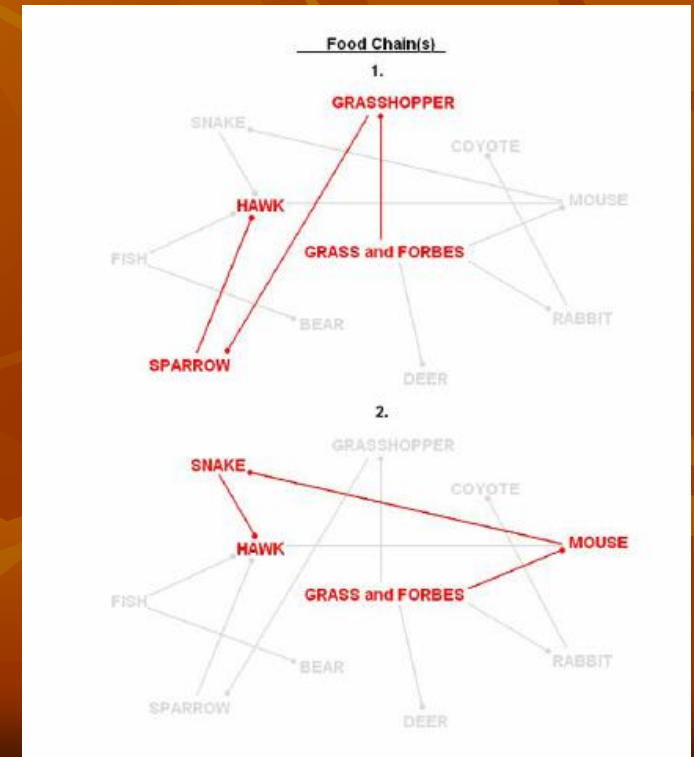 Food Chain(s)
1.
GRASSHOPPER
SNAKE
COYOTE
HAWK
MOUSE
GRASS and FORBES
FISH
BEAR
RABBIT
SPARROW
DEER
2.
GRASSHOPPER
SNAKE
COYOTE
HAWK
MOUSE
GRASS and FORBES
FISH
BEAR
RABBIT
SPARROW
DEER